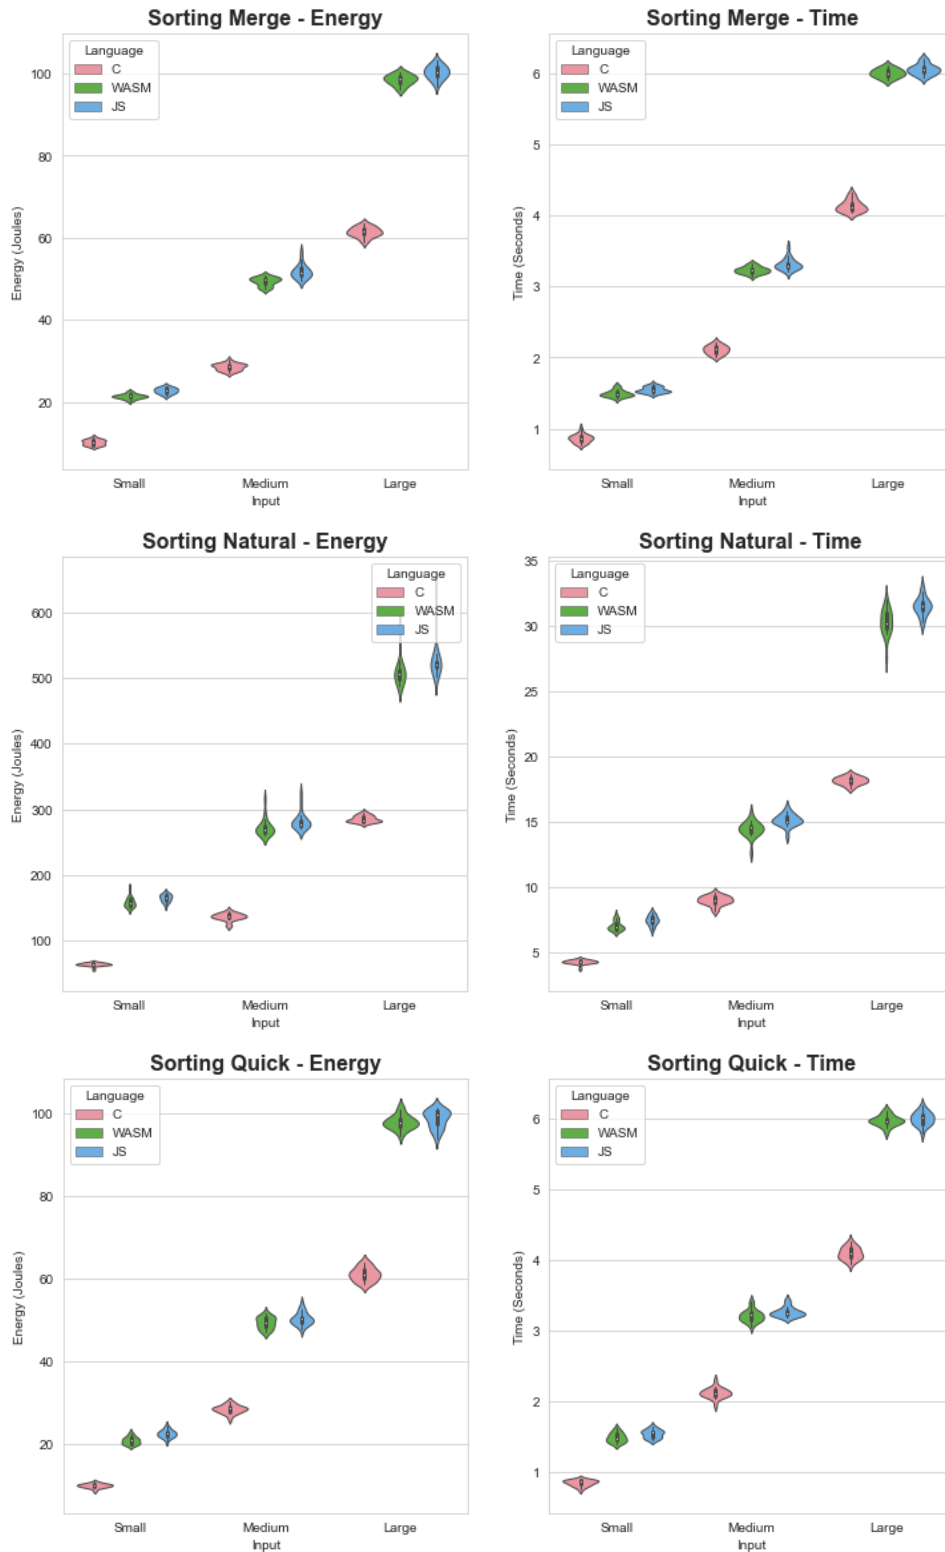 Sorting Merge - Energy
Language
C
WASM
JS
Energy (Joules)
100
80
60
40
20
Small Medium Large
Input
Sorting Merge - Time
Language
C
WASM
JS
Time (Seconds)
6
5
4
3
2
1
Small Medium Large
Input
Sorting Natural - Energy
Language
C
WASM
JS
Energy (Joules)
600
500
400
300
200
100
Small Medium Large
Input
Sorting Natural - Time
Language
C
WASM
JS
Time (Seconds)
35
30
25
20
15
10
5
Small Medium Large
Input
Sorting Quick - Energy
Language
C
WASM
JS
Energy (Joules)
100
80
60
40
20
Small Medium Large
Input
Sorting Quick - Time
Language
C
WASM
JS
Time (Seconds)
6
5
4
3
2
1
Small Medium Large
Input